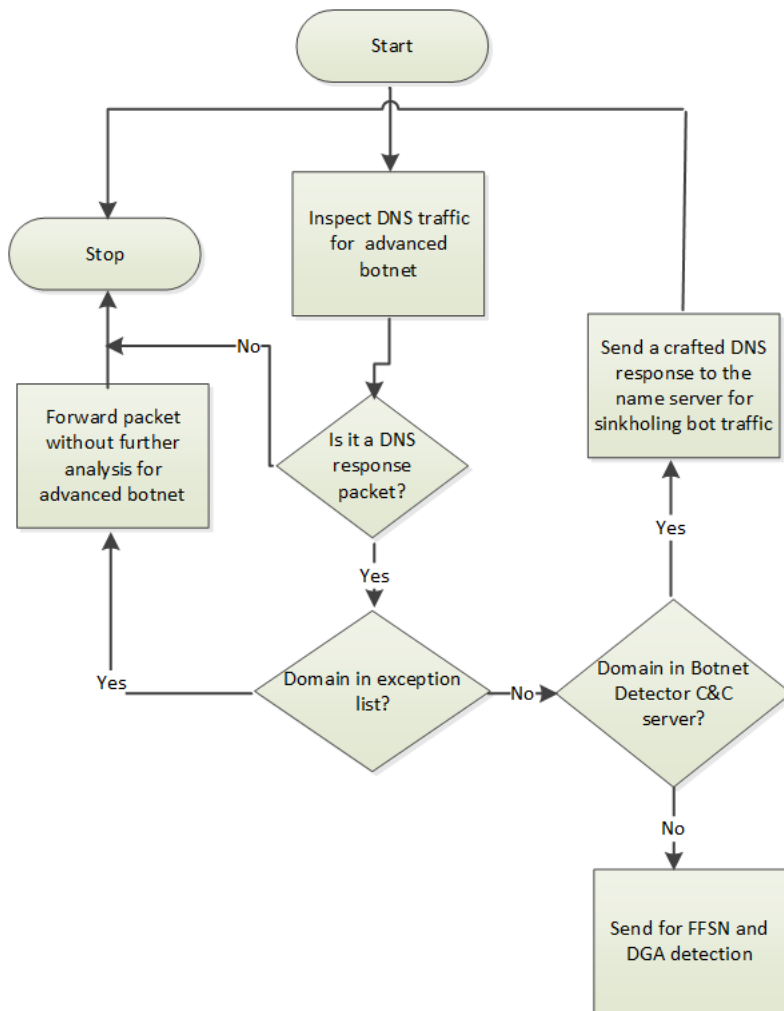 Start
Inspect DNS traffic
for advanced
botnet
Stop
No
Send a crafted DNS
response to the
name server for
sinkholing bot traffic
Forward packet
without further
analysis for
advanced botnet
Is it a DNS
response
packet?
Yes
Yes
Domain in exception
list?
Yes
No
Domain in Botnet
Detector C&C
server?
No
Send for FFSN and
DGA detection